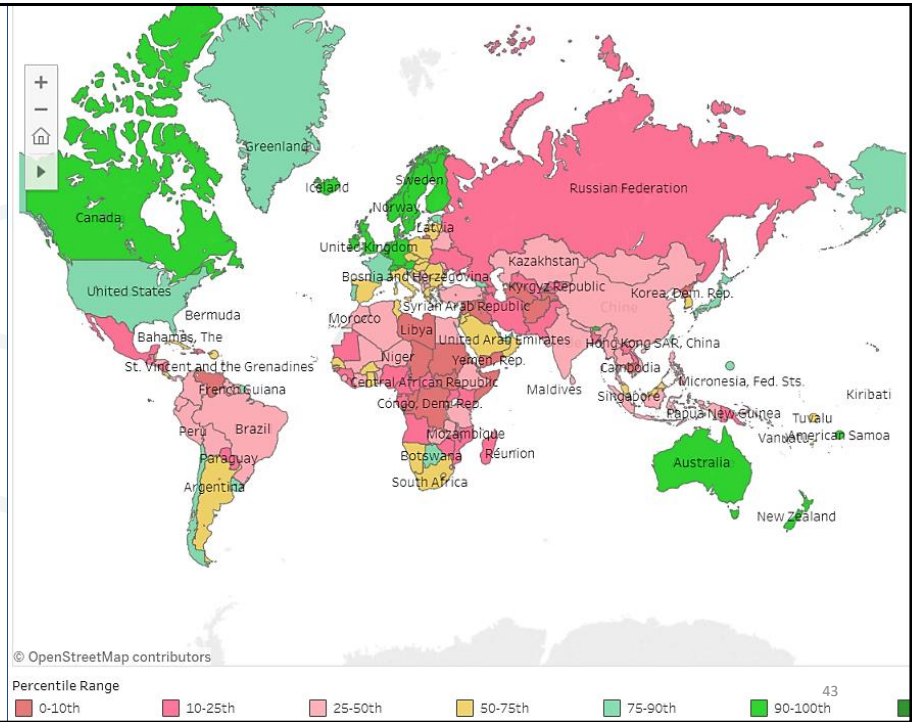 +
−
Greenland
Iceland
Sweden
Norway
Canada
Latvia
Russian Federation
United Kingdom
Bosnia and Herzegovina
Kazakhstan
United States
Kyrgyz Republic
Korea, Dem. Rep.
China
Bermuda
Syrian Arab Republic
Morocco
Bahamas, The
Libya
United Arab Emirates
Hong Kong SAR, China
Niger
Yemen, Rep.
St. Vincent and the Grenadines
Cambodia
French Guiana
Central African Republic
Maldives
Micronesia, Fed. Sts.
Singapore
Kiribati
Congo, Dem. Rep.
Papua New Guinea
Tuvalu
Peru
Brazil
Mozambique
Vanuatu
American Samoa
Paraguay
Botswana
Réunion
Australia
Argentina
South Africa
New Zealand
© OpenStreetMap contributors
Percentile Range
43
0-10th 10-25th 25-50th 50-75th 75-90th 90-100th